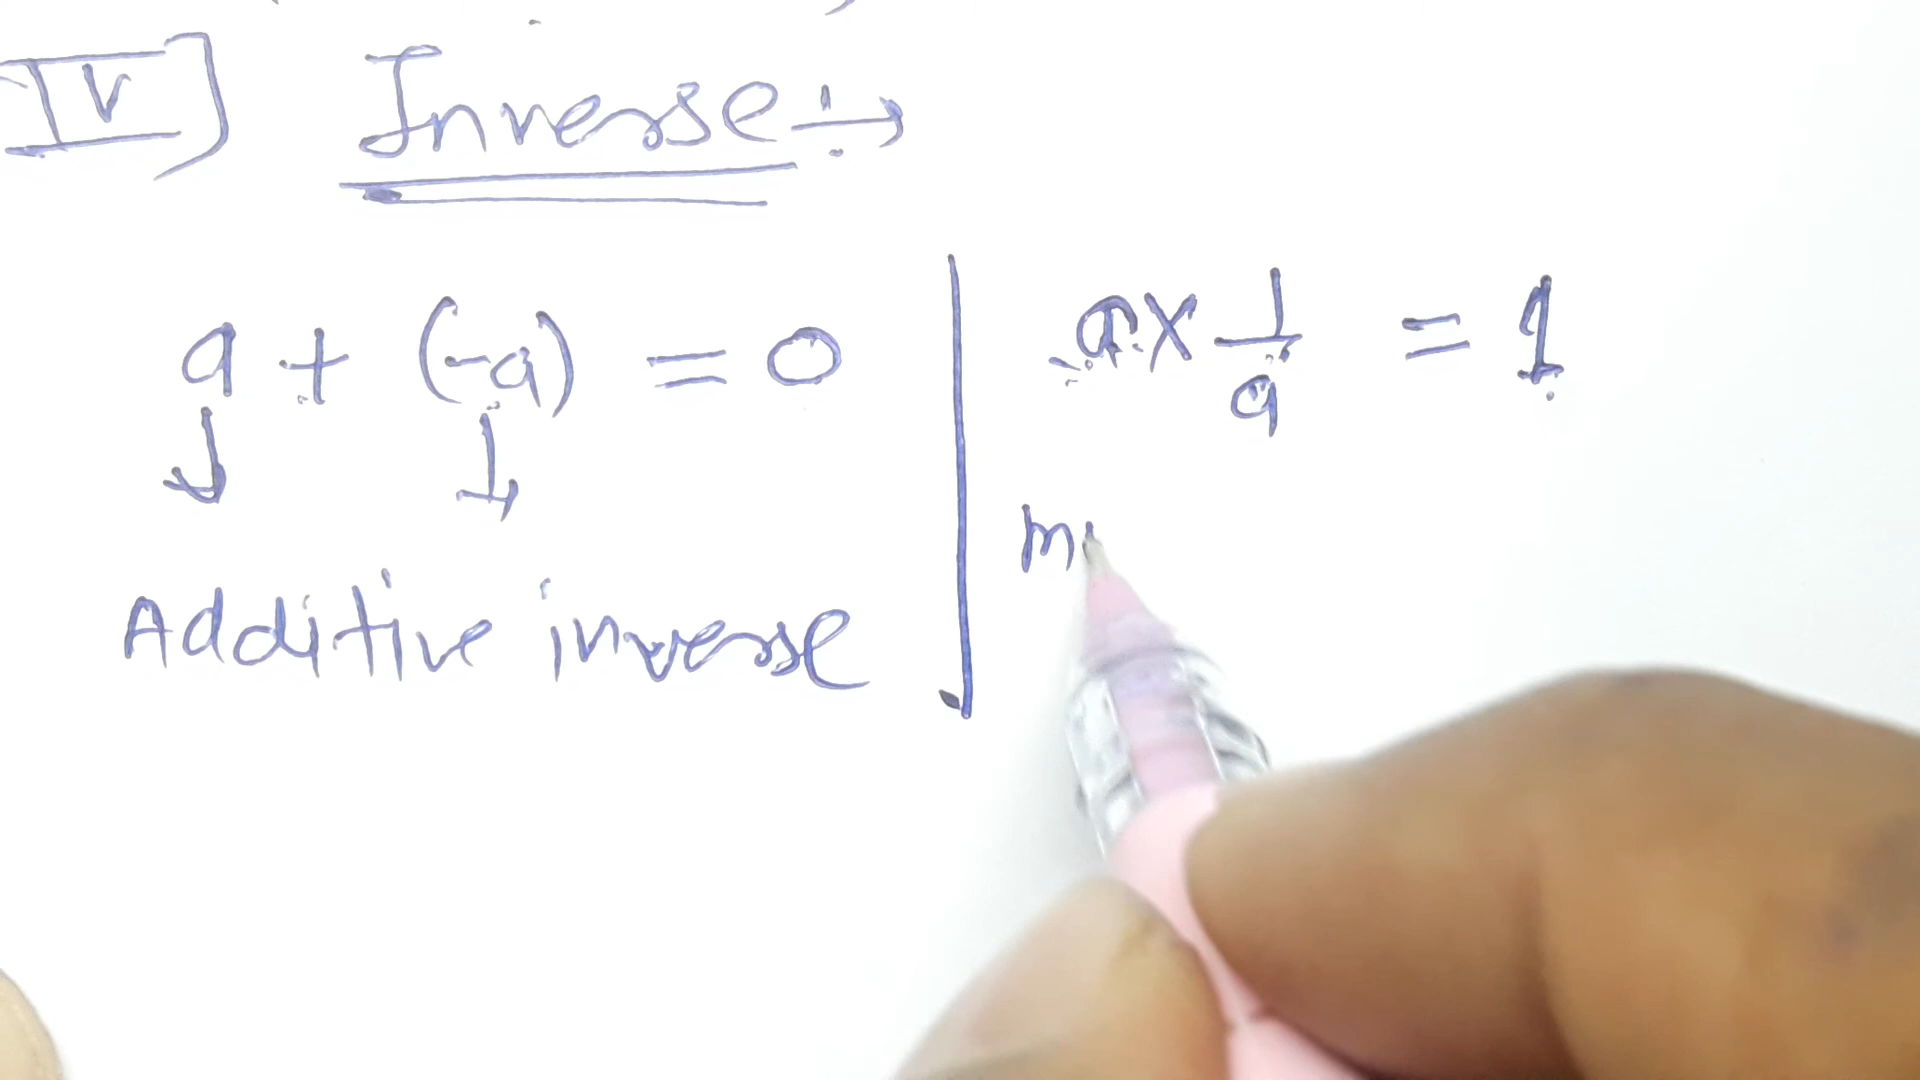 IV) Inverse ÷→
a + (-a) = 0
Additive inverse
a × 1/a = 1
m